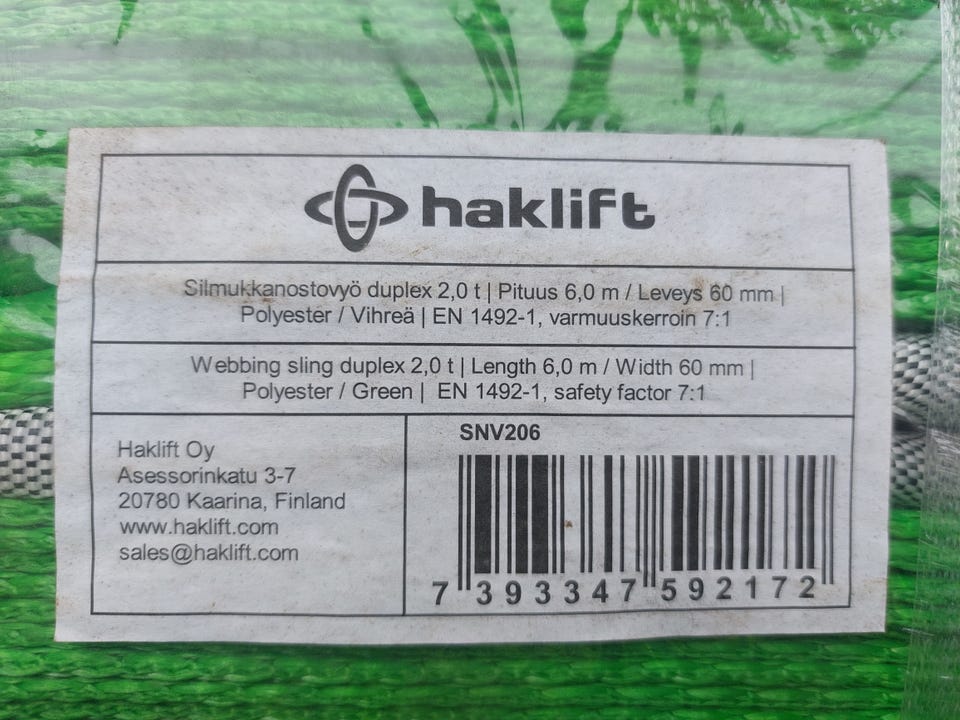 haklift
Silmukkanostovyö duplex 2,0 t | Pituus 6,0 m / Leveys 60 mm |
Polyester / Vihreä | EN 1492-1, varmuuskerroin 7:1
Webbing sling duplex 2,0 t | Length 6,0 m / Width 60 mm |
Polyester / Green | EN 1492-1, safety factor 7:1
Haklift Oy
Asessorinkatu 3-7
20780 Kaarina, Finland
www.haklift.com
sales@haklift.com
SNV206
7 393347 592172